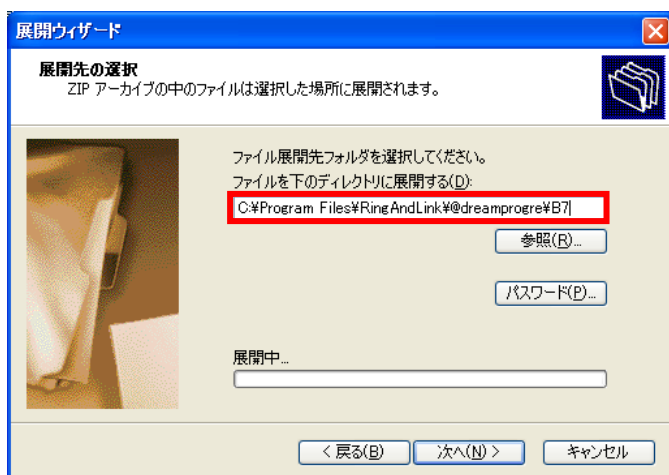 展開ウィザード
展開先の選択
ZIP アーカイブの中のファイルは選択した場所に展開されます。
ファイル展開先フォルダを選択してください。
ファイルを下のディレクトリに展開する(D):
C:¥Program Files¥RingAndLink¥@dreamprogre¥B7
参照(R)...
パスワード(P)...
展開中...
< 戻る(B)
次へ(N) >
キャンセル